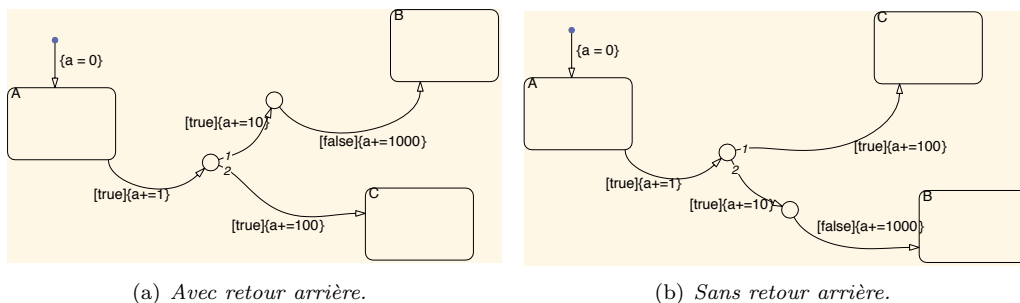 B
{a = 0}
A
[true]{a+=10}
[false]{a+=1000}
1
2
[true]{a+=1}
C
[true]{a+=100}
(a) Avec retour arrière.
C
{a = 0}
A
1
[true]{a+=100}
2
[true]{a+=1}
[true]{a+=10}
B
[false]{a+=1000}
(b) Sans retour arrière.